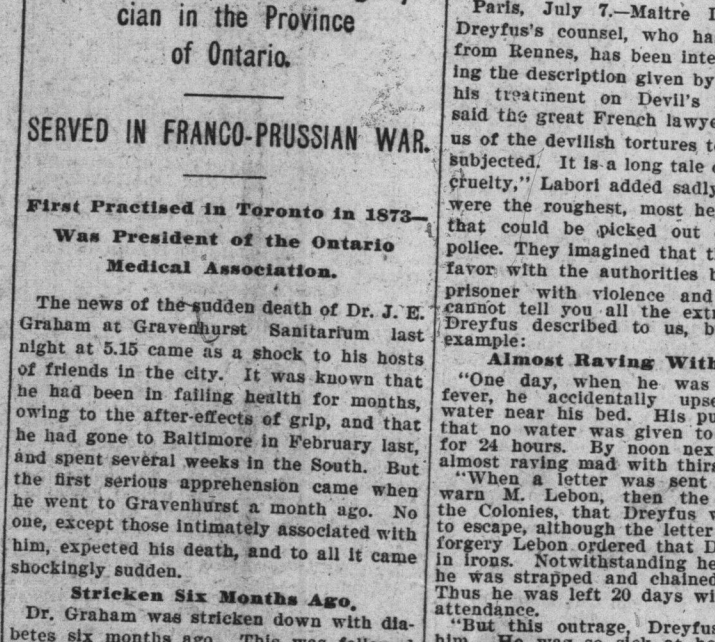 cian in the Province
of Ontario.
SERVED IN FRANCO-PRUSSIAN WAR.
First Practised in Toronto in 1873—
Was President of the Ontario
Medical Association.
The news of the sudden death of Dr. J. E.
Graham at Gravenhurst Sanitarium last
night at 5.15 came as a shock to his hosts
of friends in the city. It was known that
he had been in failing health for months,
owing to the after-effects of grip, and that
he had gone to Baltimore in February last,
and spent several weeks in the South. But
the first serious apprehension came when
he went to Gravenhurst a month ago. No
one, except those intimately associated with
him, expected his death, and to all it came
shockingly sudden.
Stricken Six Months Ago.
Dr. Graham was stricken down with dia-
betes six months ago. This was
Paris, July 7.—Maitre
Dreyfus's counsel, who
from Rennes, has been
ing the description given by
his treatment on Devil's
said the great French
us of the devilish tortures
subjected. It is a long tale
cruelty," Labori added sadly
were the roughest, most
that could be picked out
police. They imagined that
favor with the authorities
prisoner with violence and
cannot tell you all the
Dreyfus described to us,
example:
Almost Raving With
"One day, when he was
fever, he accidentally
water near his bed. His
that no water was given to
for 24 hours. By noon
almost raving mad with
"When a letter was sent
warn M. Lebon, then the
the Colonies, that Dreyfus
to escape, although the letter
forgery Lebon ordered that
in irons. Notwithstanding
he was strapped and chained
Thus he was left 20 days
attendance.
"But this outrage, Dreyfus
him. He was so sick